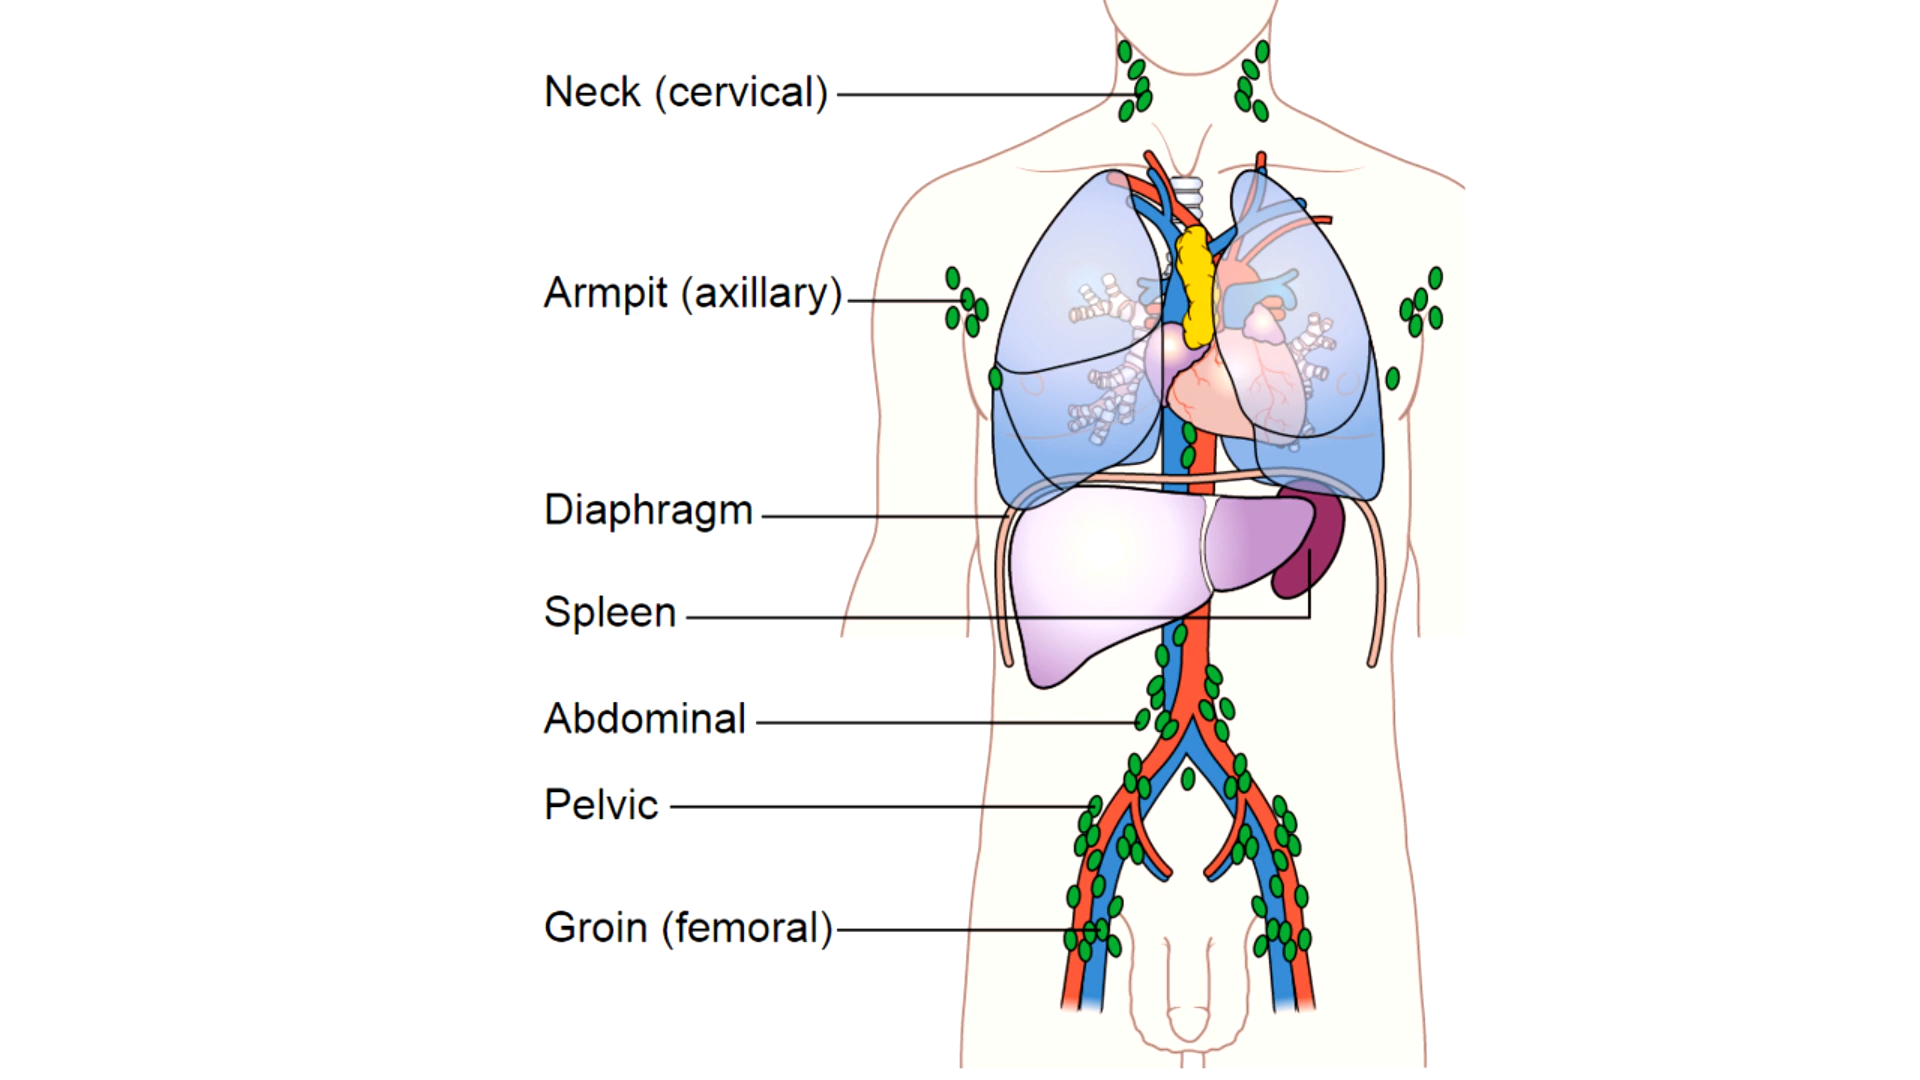 Neck (cervical)
Armpit (axillary)
Diaphragm
Spleen
Abdominal
Pelvic
Groin (femoral)